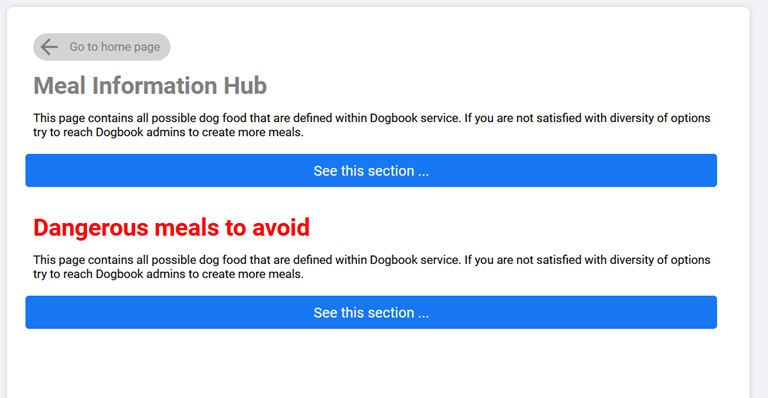 Go to home page
Meal Information Hub
This page contains all possible dog food that are defined within Dogbook service. If you are not satisfied with diversity of options
try to reach Dogbook admins to create more meals.
See this section ...
Dangerous meals to avoid
This page contains all possible dog food that are defined within Dogbook service. If you are not satisfied with diversity of options
try to reach Dogbook admins to create more meals.
See this section ...